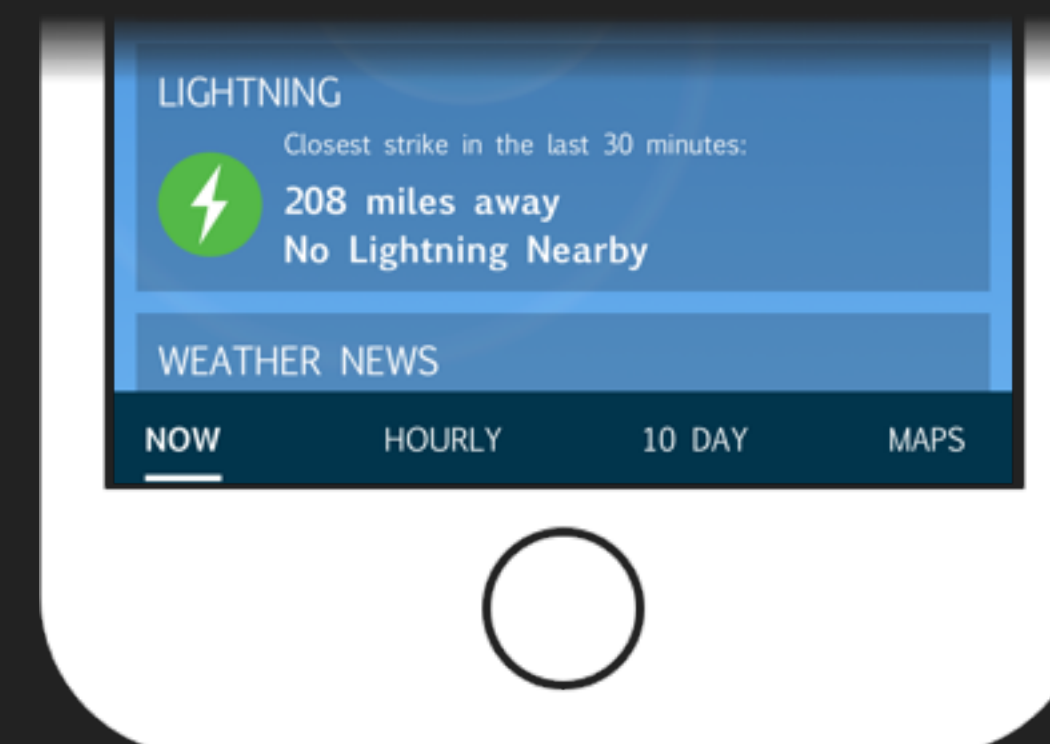 LIGHTNING
Closest strike in the last 30 minutes:
208 miles away
No Lightning Nearby
WEATHER NEWS
NOW HOURLY 10 DAY MAPS